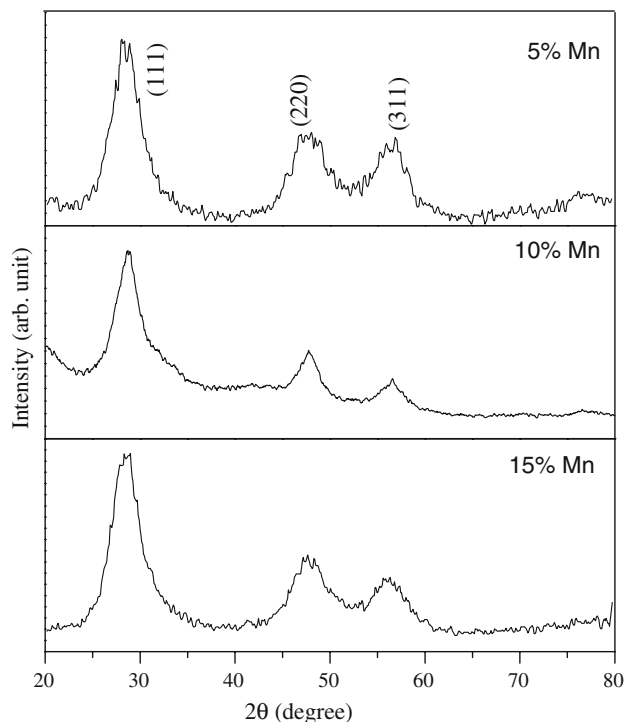 5% Mn
(111)
(220)
(311)
10% Mn
15% Mn
Intensity (arb. unit)
20 30 40 50 60 70 80
2θ (degree)